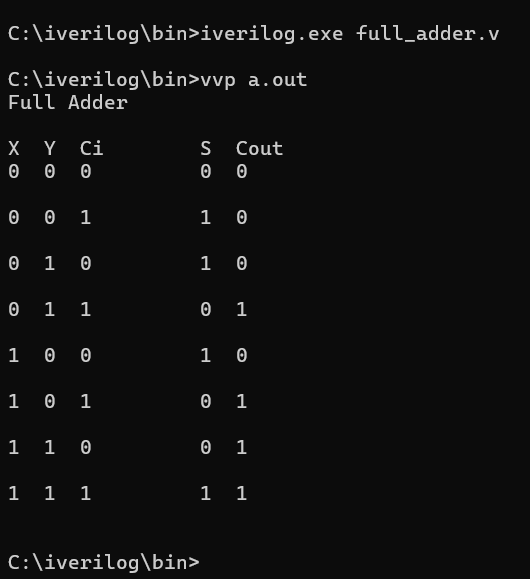 C:\iverilog\bin>iverilog.exe full_adder.v
C:\iverilog\bin>vvp a.out
Full Adder
X  Y  Ci        S  Cout
0  0  0         0  0
0  0  1         1  0
0  1  0         1  0
0  1  1         0  1
1  0  0         1  0
1  0  1         0  1
1  1  0         0  1
1  1  1         1  1
C:\iverilog\bin>